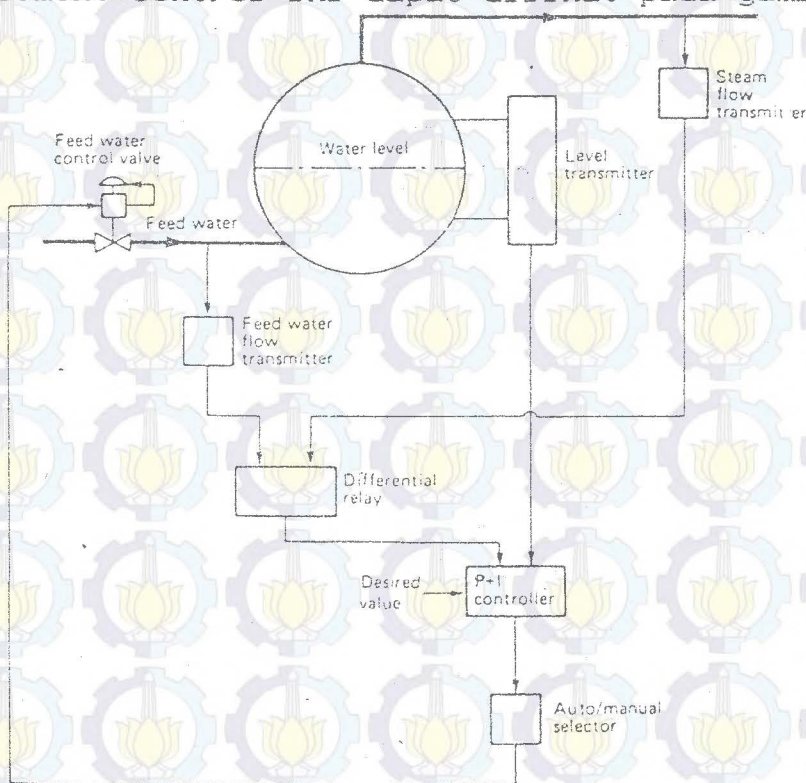 Steam
flow
transmitter
Feed water
control valve
Water level
Level
transmitter
Feed water
Feed water
flow
transmitter
Differential
relay
Desired
value
P+I
controller
Auto/manual
selector